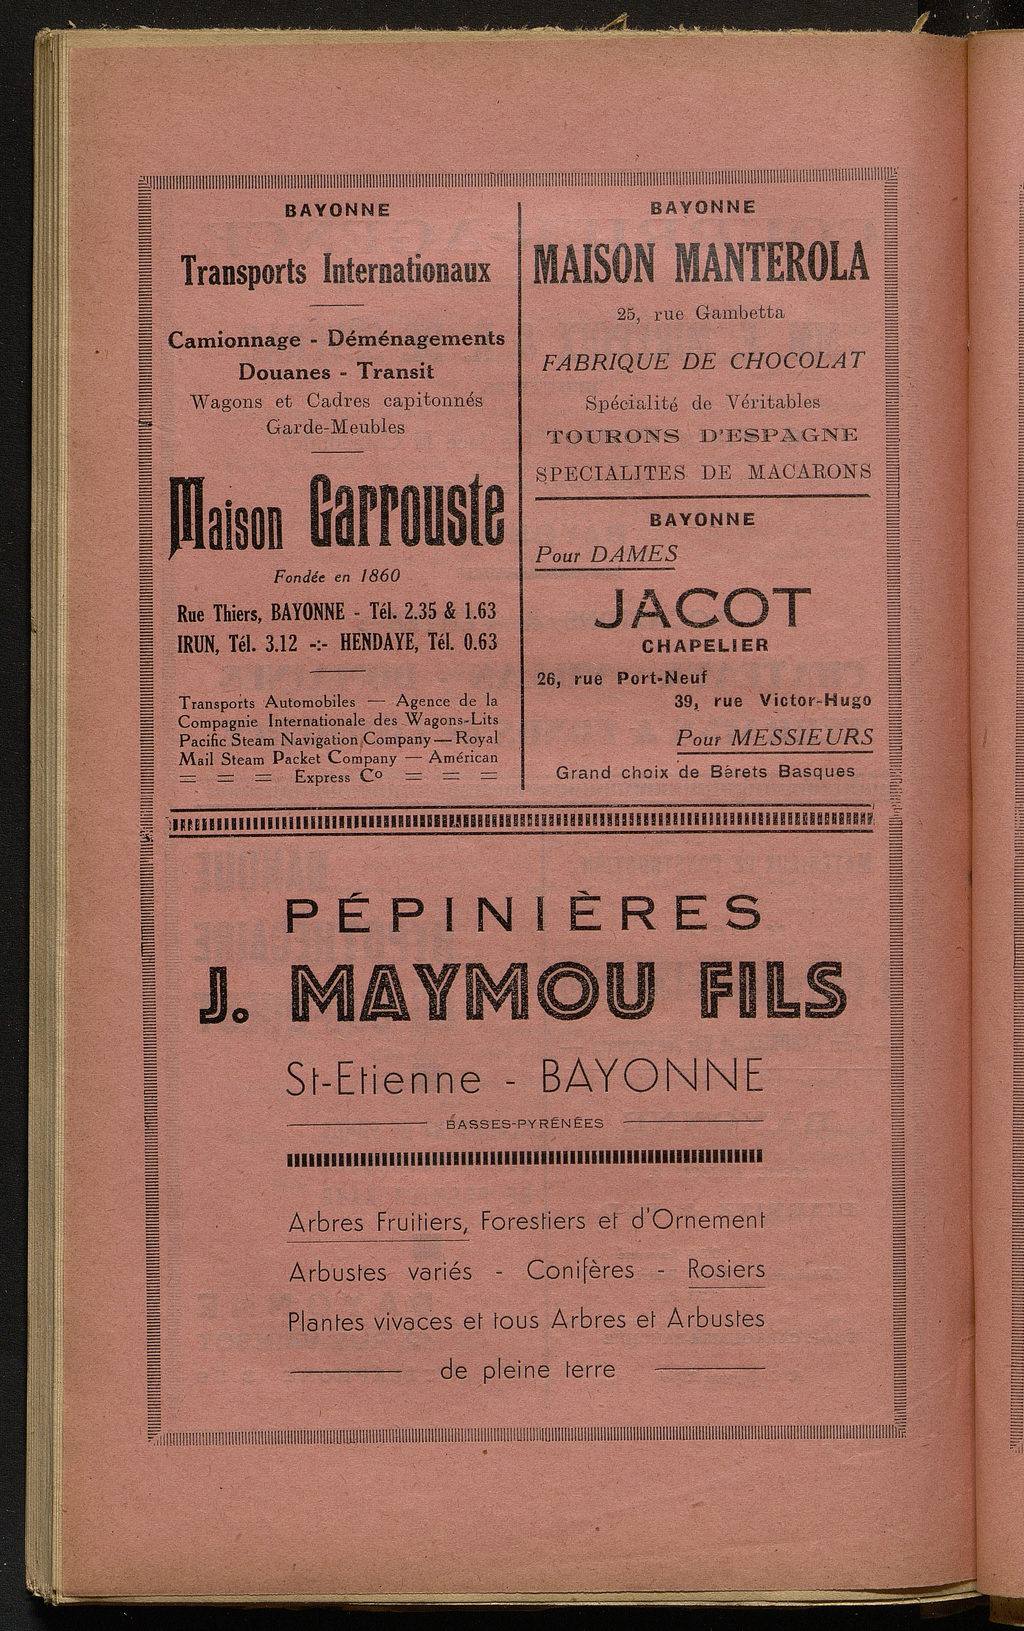 BAYONNE
Transports Internationaux
Camionnage - Déménagements
Douanes - Transit
Wagons et Cadres capitonnés
Garde-Meubles
Maison Garrouste
Fondée en 1860
Rue Thiers, BAYONNE - Tél. 2.35 & 1.63
IRUN, Tél. 3.12 -:- HENDAYE, Tél. 0.63
Transports Automobiles — Agence de la
Compagnie Internationale des Wagons-Lits
Pacific Steam Navigation Company — Royal
Mail Steam Packet Company — Américan
= = = Express Co = = =
BAYONNE
MAISON MANTEROLA
25, rue Gambetta
FABRIQUE DE CHOCOLAT
Spécialité de Véritables
TOURONS D'ESPAGNE
SPECIALITES DE MACARONS
BAYONNE
Pour DAMES
JACOT
CHAPELIER
26, rue Port-Neuf
39, rue Victor-Hugo
Pour MESSIEURS
Grand choix de Bérets Basques
PÉPINIÈRES
J. MAYMOU FILS
St-Etienne - BAYONNE
BASSES-PYRÉNÉES
Arbres Fruitiers, Forestiers et d'Ornement
Arbustes variés - Conifères - Rosiers
Plantes vivaces et tous Arbres et Arbustes
de pleine terre